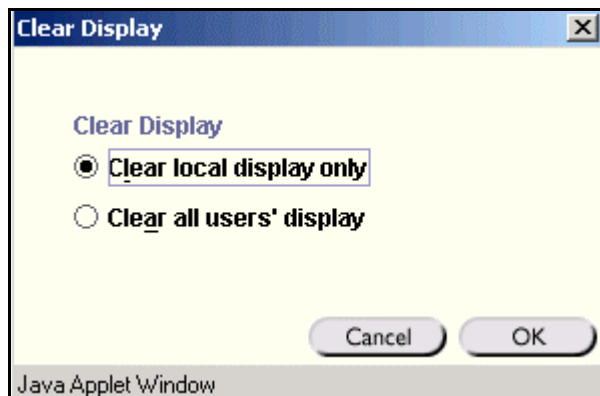 Clear Display
Clear Display
Clear local display only
Clear all users' display
Cancel OK
Java Applet Window